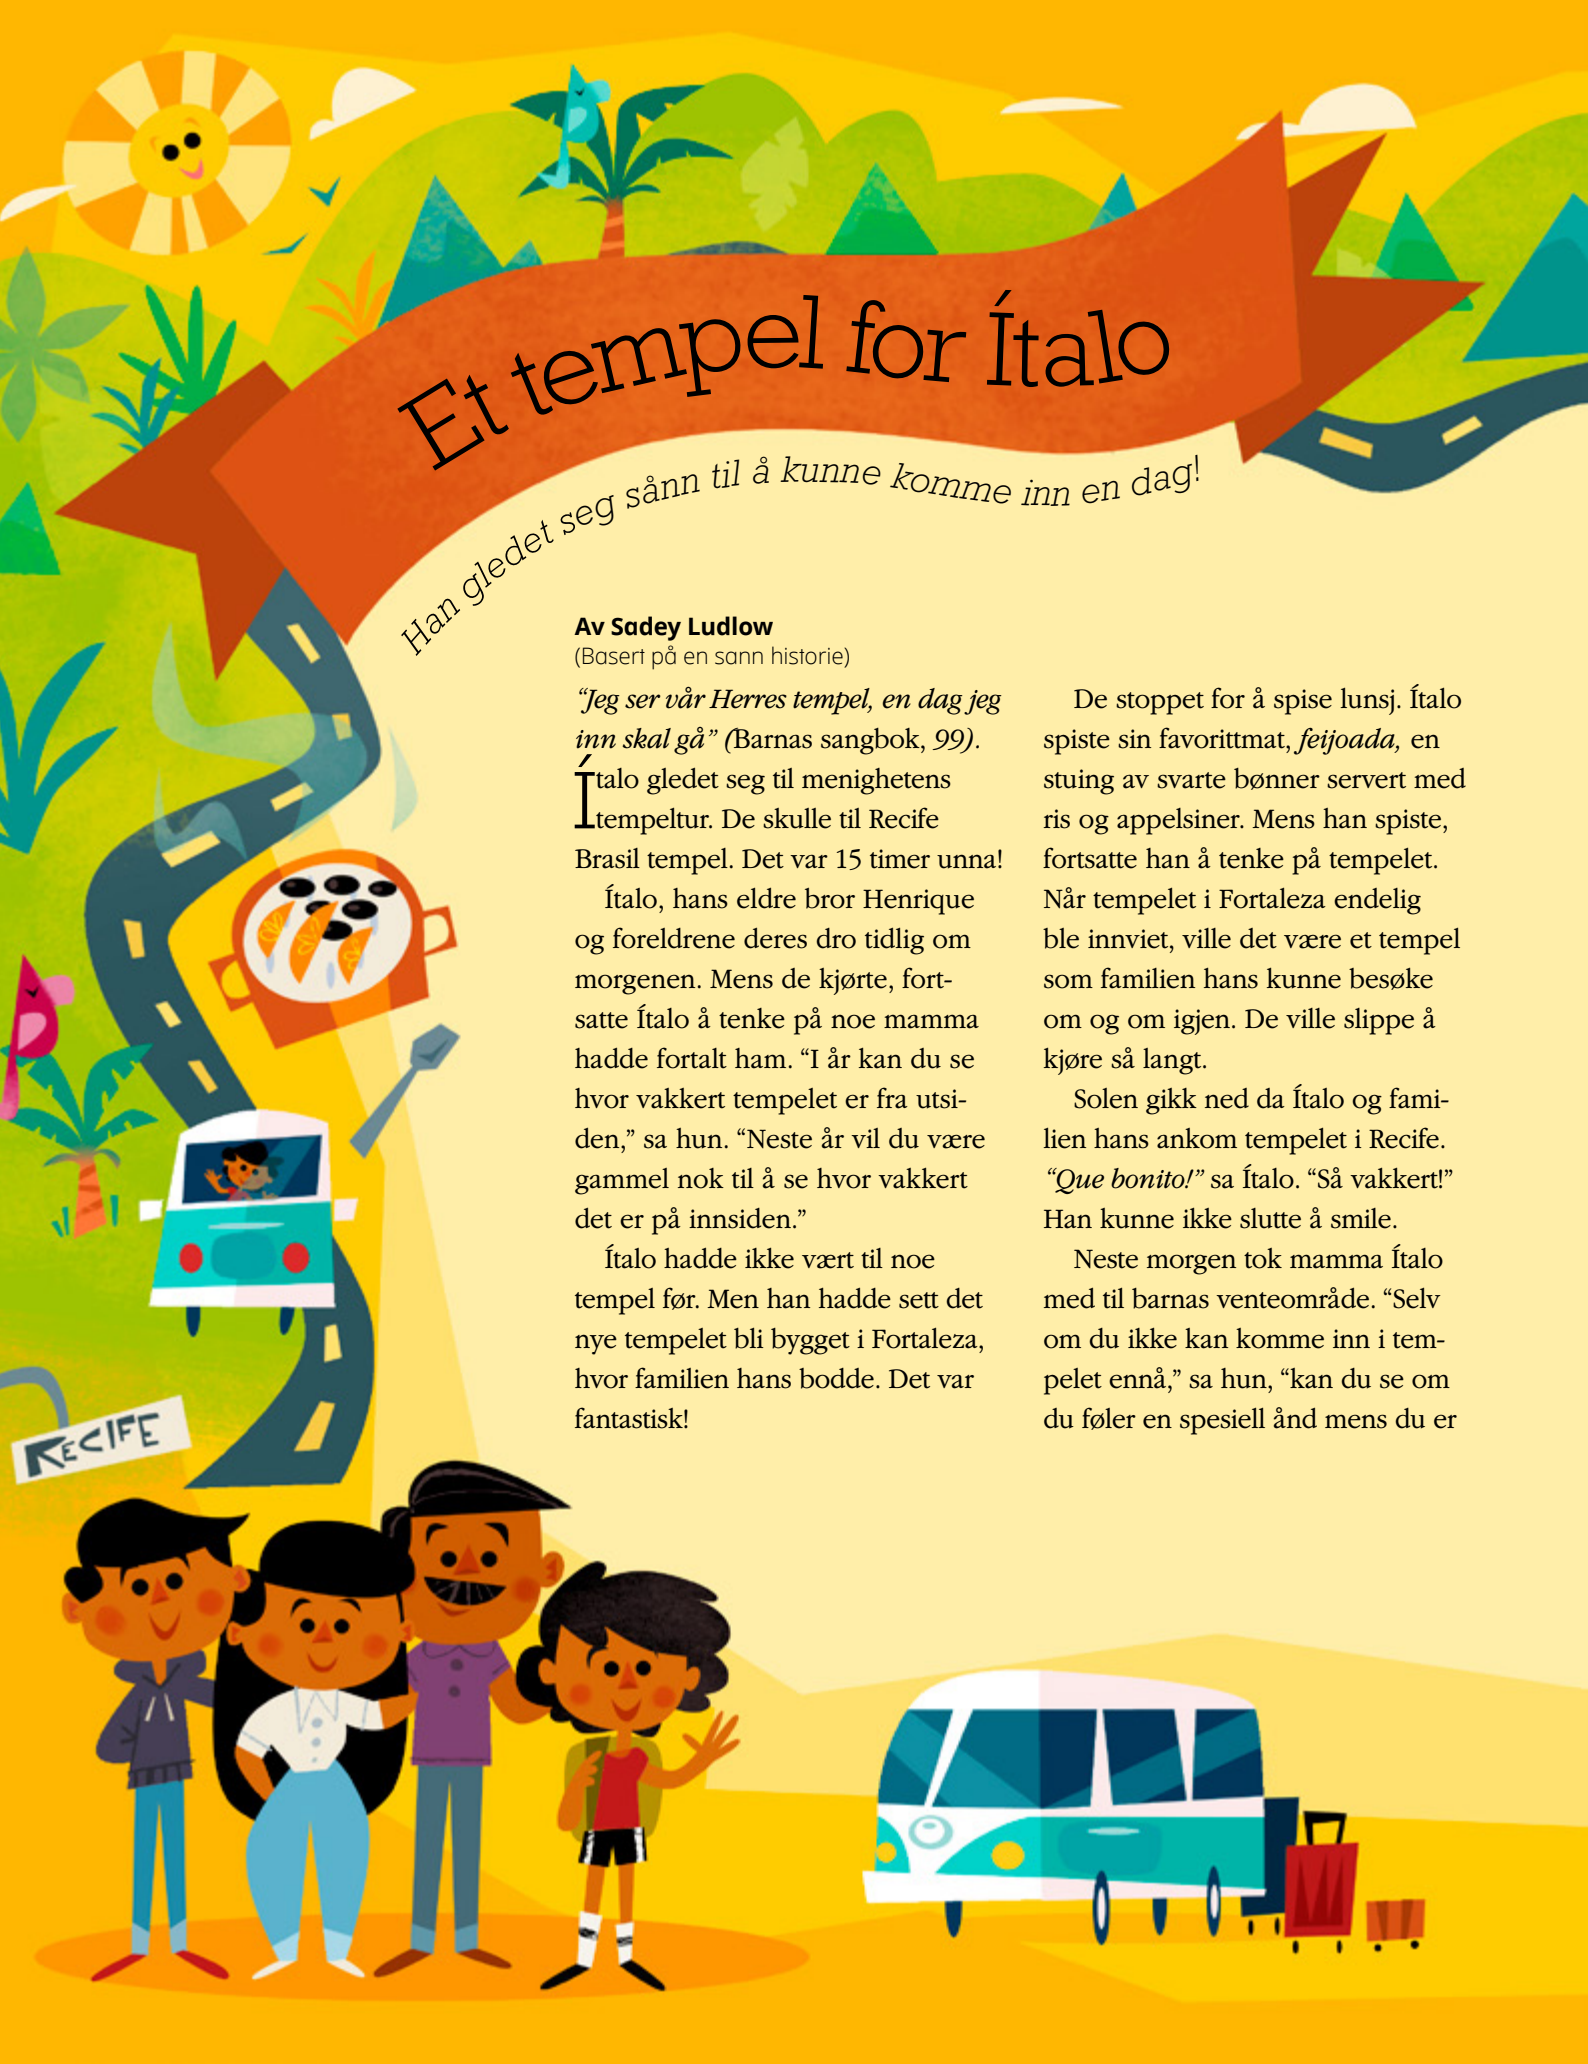 Et tempel for Ítalo
Han gledet seg sånn til å kunne komme inn en dag!
Av Sadey Ludlow
(Basert på en sann historie)
“Jeg ser vår Herres tempel, en dag jeg
inn skal gå” (Barnas sangbok, 99).
Ítalo gledet seg til menighetens
tempeltur. De skulle til Recife
Brasil tempel. Det var 15 timer unna!
Ítalo, hans eldre bror Henrique
og foreldrene deres dro tidlig om
morgenen. Mens de kjørte, fort-
satte Ítalo å tenke på noe mamma
hadde fortalt ham. “I år kan du se
hvor vakkert tempelet er fra utsi-
den,” sa hun. “Neste år vil du være
gammel nok til å se hvor vakkert
det er på innsiden.”
Ítalo hadde ikke vært til noe
tempel før. Men han hadde sett det
nye tempelet bli bygget i Fortaleza,
hvor familien hans bodde. Det var
fantastisk!
De stoppet for å spise lunsj. Ítalo
spiste sin favorittmat, feijoada, en
stuing av svarte bønner servert med
ris og appelsiner. Mens han spiste,
fortsatte han å tenke på tempelet.
Når tempelet i Fortaleza endelig
ble innviet, ville det være et tempel
som familien hans kunne besøke
om og om igjen. De ville slippe å
kjøre så langt.
Solen gikk ned da Ítalo og fami-
lien hans ankom tempelet i Recife.
“Que bonito!” sa Ítalo. “Så vakkert!”
Han kunne ikke slutte å smile.
Neste morgen tok mamma Ítalo
med til barnas venteområde. “Selv
om du ikke kan komme inn i tem-
pelet ennå,” sa hun, “kan du se om
du føler en spesiell ånd mens du er
RECIFE